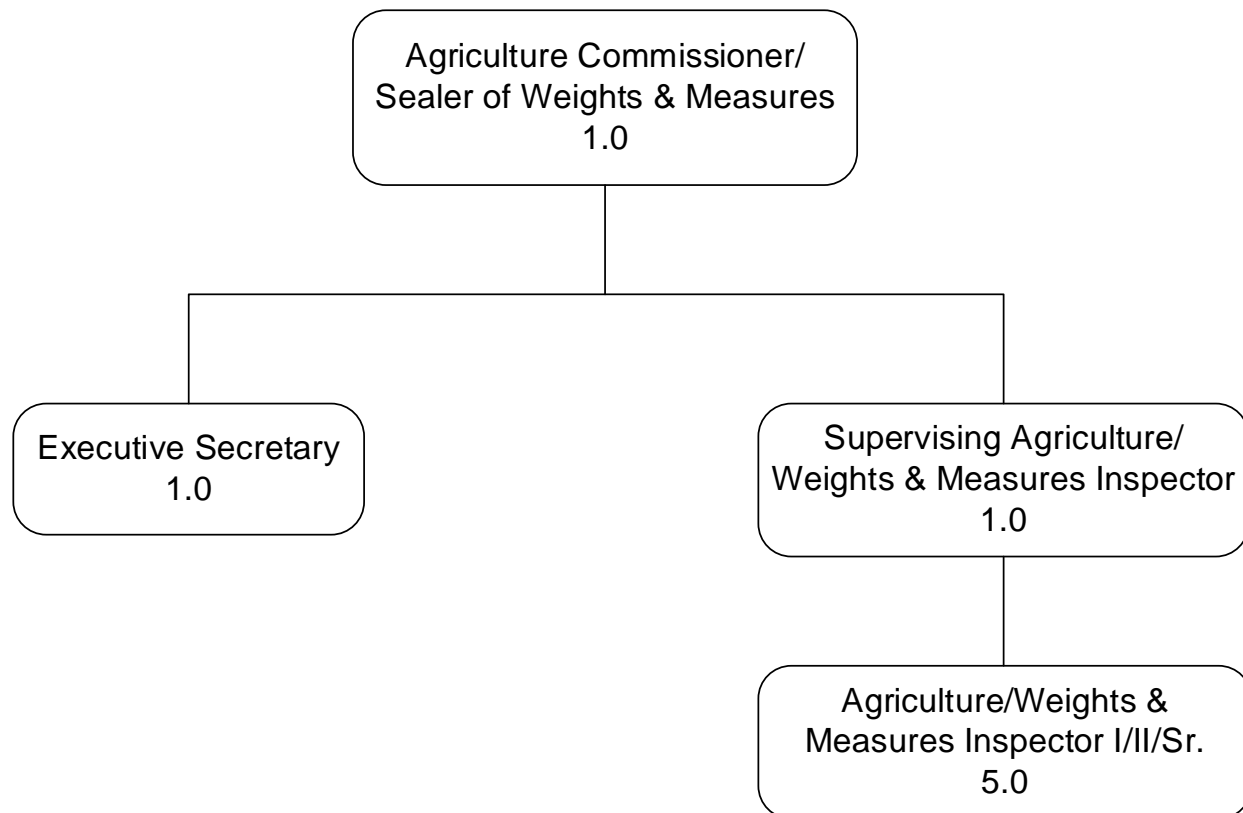 Agriculture Commissioner/
Sealer of Weights & Measures
1.0
Executive Secretary
1.0
Supervising Agriculture/
Weights & Measures Inspector
1.0
Agriculture/Weights &
Measures Inspector I/II/Sr.
5.0